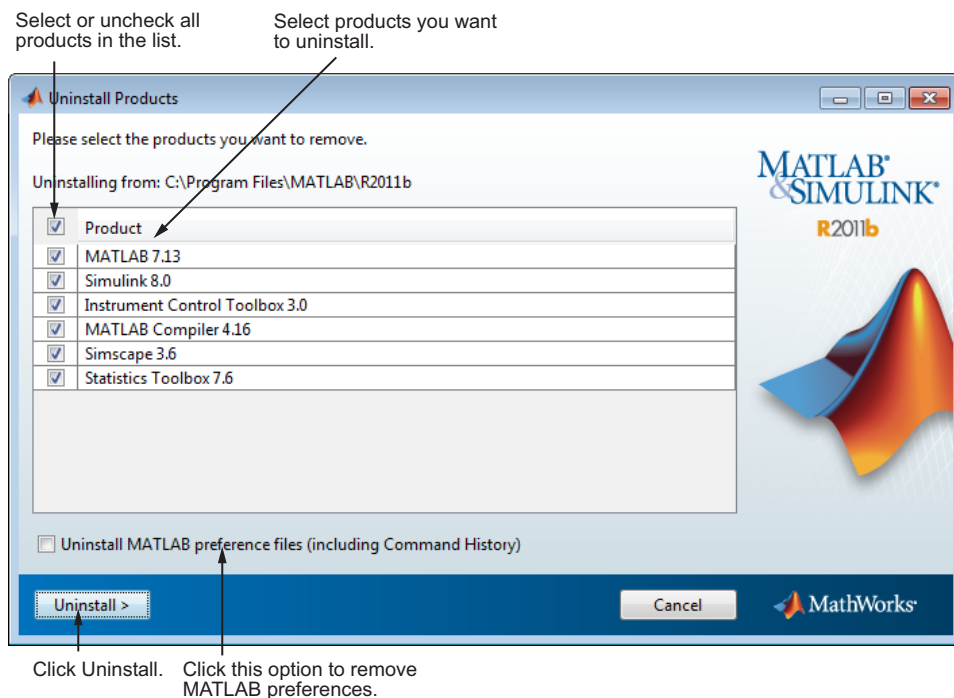 Select or uncheck all
products in the list.
Select products you want
to uninstall.
Uninstall Products
Please select the products you want to remove.
Uninstalling from: C:\Program Files\MATLAB\R2011b
MATLAB®
&SIMULINK®
R2011b
Product
MATLAB 7.13
Simulink 8.0
Instrument Control Toolbox 3.0
MATLAB Compiler 4.16
Simscape 3.6
Statistics Toolbox 7.6
Uninstall MATLAB preference files (including Command History)
Uninstall >
Cancel
MathWorks®
Click Uninstall.
Click this option to remove
MATLAB preferences.